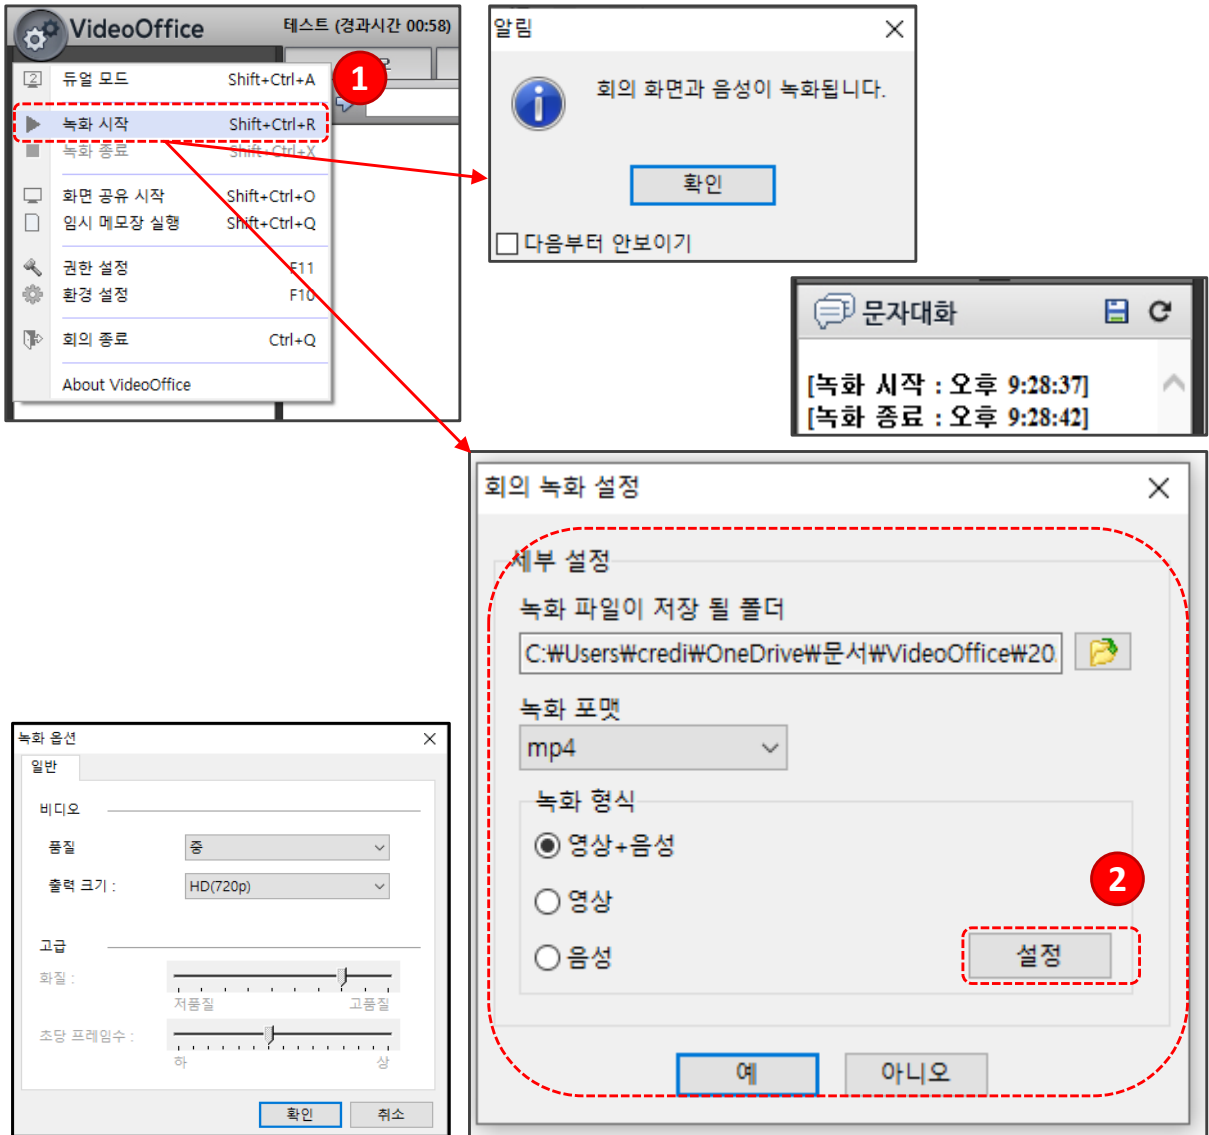 VideoOffice
테스트 (경과시간 00:58)
1
듀얼 모드 Shift+Ctrl+A
녹화 시작 Shift+Ctrl+R
녹화 종료 Shift+Ctrl+X
화면 공유 시작 Shift+Ctrl+O
임시 메모장 실행 Shift+Ctrl+Q
권한 설정 F11
환경 설정 F10
회의 종료 Ctrl+Q
About VideoOffice
알림
회의 화면과 음성이 녹화됩니다.
확인
다음부터 안보이기
문자대화
[녹화 시작 : 오후 9:28:37]
[녹화 종료 : 오후 9:28:42]
회의 녹화 설정
세부 설정
녹화 파일이 저장 될 폴더
C:₩Users₩credi₩OneDrive₩문서₩VideoOffice₩20
녹화 포맷
mp4
녹화 형식
영상+음성
영상
음성
2
설정
예 아니오
녹화 옵션
일반
비디오
품질 중
출력 크기 : HD(720p)
고급
화질 :
저품질 고품질
초당 프레임수 :
하 상
확인 취소